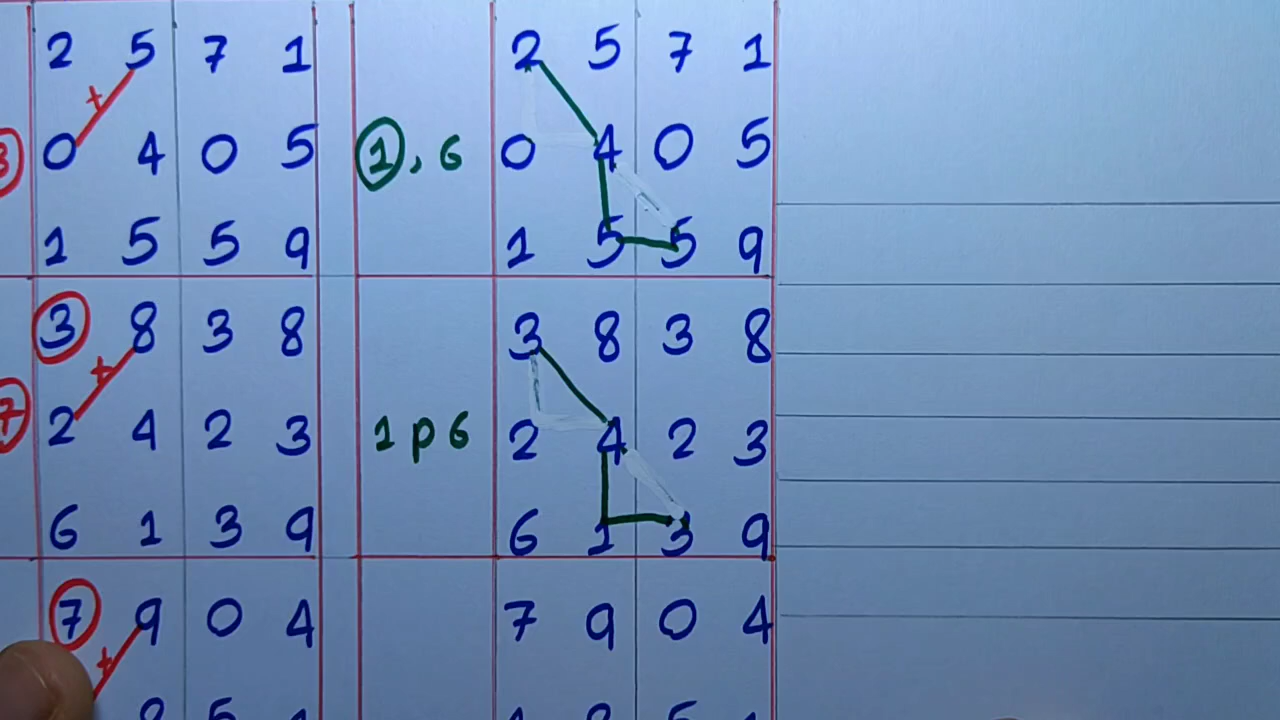 2 5 7 1 2 5 7 1
+
3 0 4 0 5 1, 6 0 4 0 5
1 5 5 9 1 5 5 9
3 8 3 8 3 8 3 8
+
7 2 4 2 3 1 p 6 2 4 2 3
6 1 3 9 6 1 3 9
7 9 0 4 7 9 0 4
+